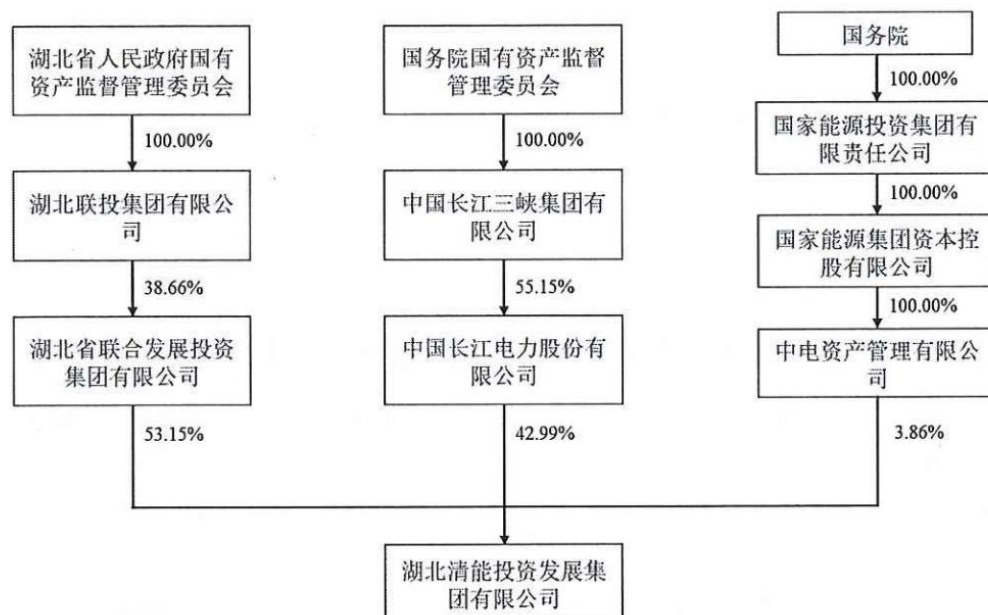 湖北省人民政府国有
资产监督管理委员会
100.00%
湖北联投集团有限公
司
38.66%
湖北省联合发展投资
集团有限公司
53.15%
国务院国有资产监督
管理委员会
100.00%
中国长江三峡集团有
限公司
55.15%
中国长江电力股份有
限公司
42.99%
国务院
100.00%
国家能源投资集团有
限责任公司
100.00%
国家能源集团资本控
股有限公司
100.00%
中电资产管理有限公
司
3.86%
湖北清能投资发展集
团有限公司